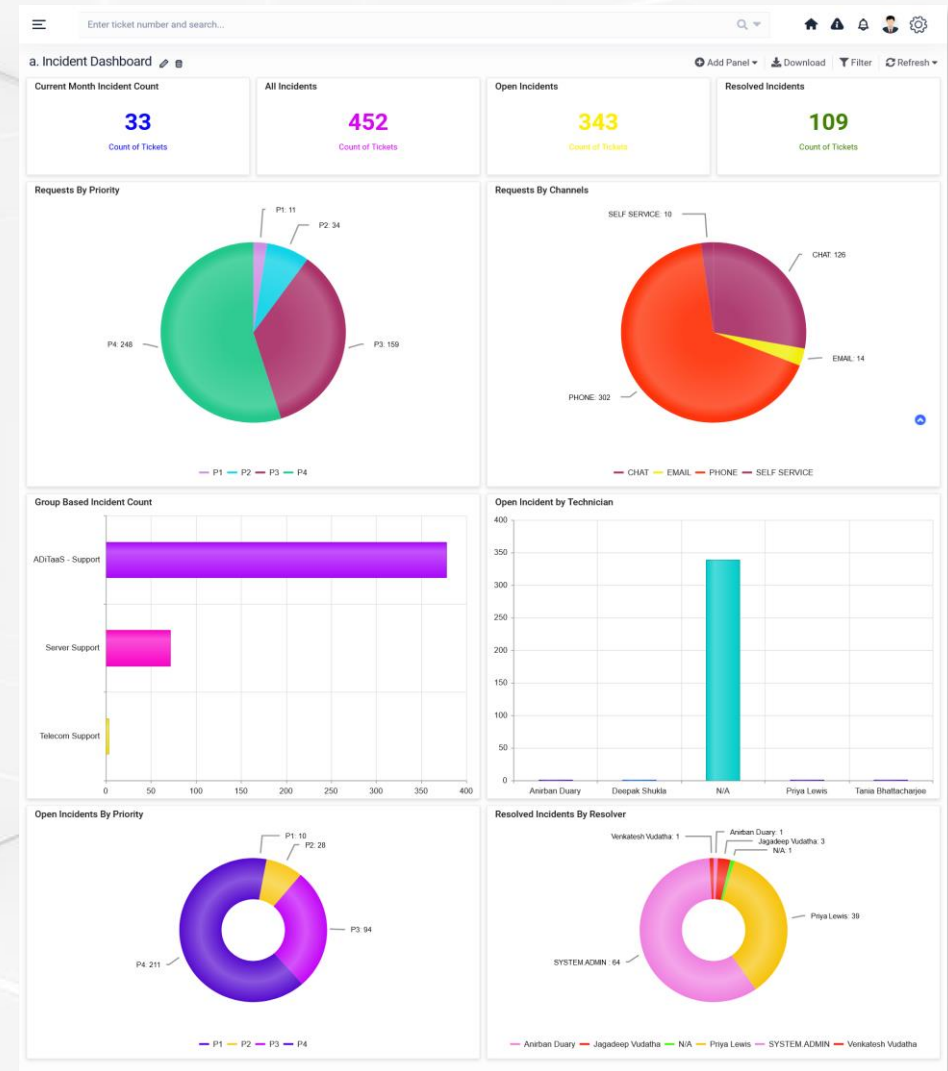 Enter ticket number and search...
a. Incident Dashboard
Add Panel
Download
Filter
Refresh
Current Month Incident Count
33
Count of Tickets
All Incidents
452
Count of Tickets
Open Incidents
343
Count of Tickets
Resolved Incidents
109
Count of Tickets
Requests By Priority
P1: 11
P2: 34
P3: 159
P4: 248
P1 P2 P3 P4
Requests By Channels
SELF SERVICE: 10
CHAT: 126
EMAIL: 14
PHONE: 302
CHAT EMAIL PHONE SELF SERVICE
Group Based Incident Count
ADiTaaS - Support
Server Support
Telecom Support
0 50 100 150 200 250 300 350 400
Open Incident by Technician
400
350
300
250
200
150
100
50
0
Anirban Duary Deepak Shukla N/A Priya Lewis Tania Bhattacharjee
Open Incidents By Priority
P1: 10
P2: 28
P3: 94
P4: 211
P1 P2 P3 P4
Resolved Incidents By Resolver
Venkatesh Vudatha: 1
Anirban Duary: 1
Jagadeep Vudatha: 3
N/A: 1
Priya Lewis: 39
SYSTEM.ADMIN : 64
Anirban Duary Jagadeep Vudatha N/A Priya Lewis SYSTEM.ADMIN Venkatesh Vudatha